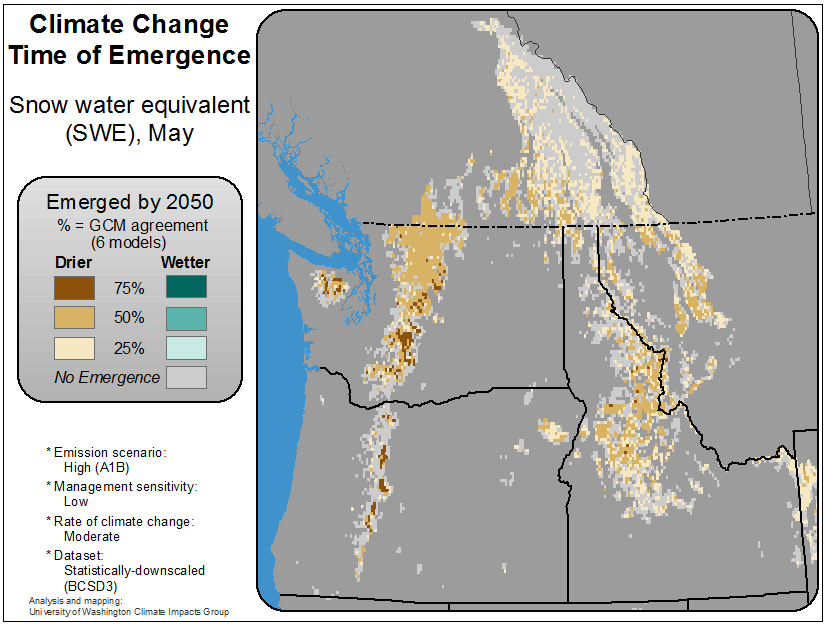 Climate Change
Time of Emergence
Snow water equivalent
(SWE), May
Emerged by 2050
% = GCM agreement
(6 models)
Drier Wetter
75%
50%
25%
No Emergence
* Emission scenario:
High (A1B)
* Management sensitivity:
Low
* Rate of climate change:
Moderate
* Dataset:
Statistically-downscaled
(BCSD3)
Analysis and mapping:
University of Washington Climate Impacts Group